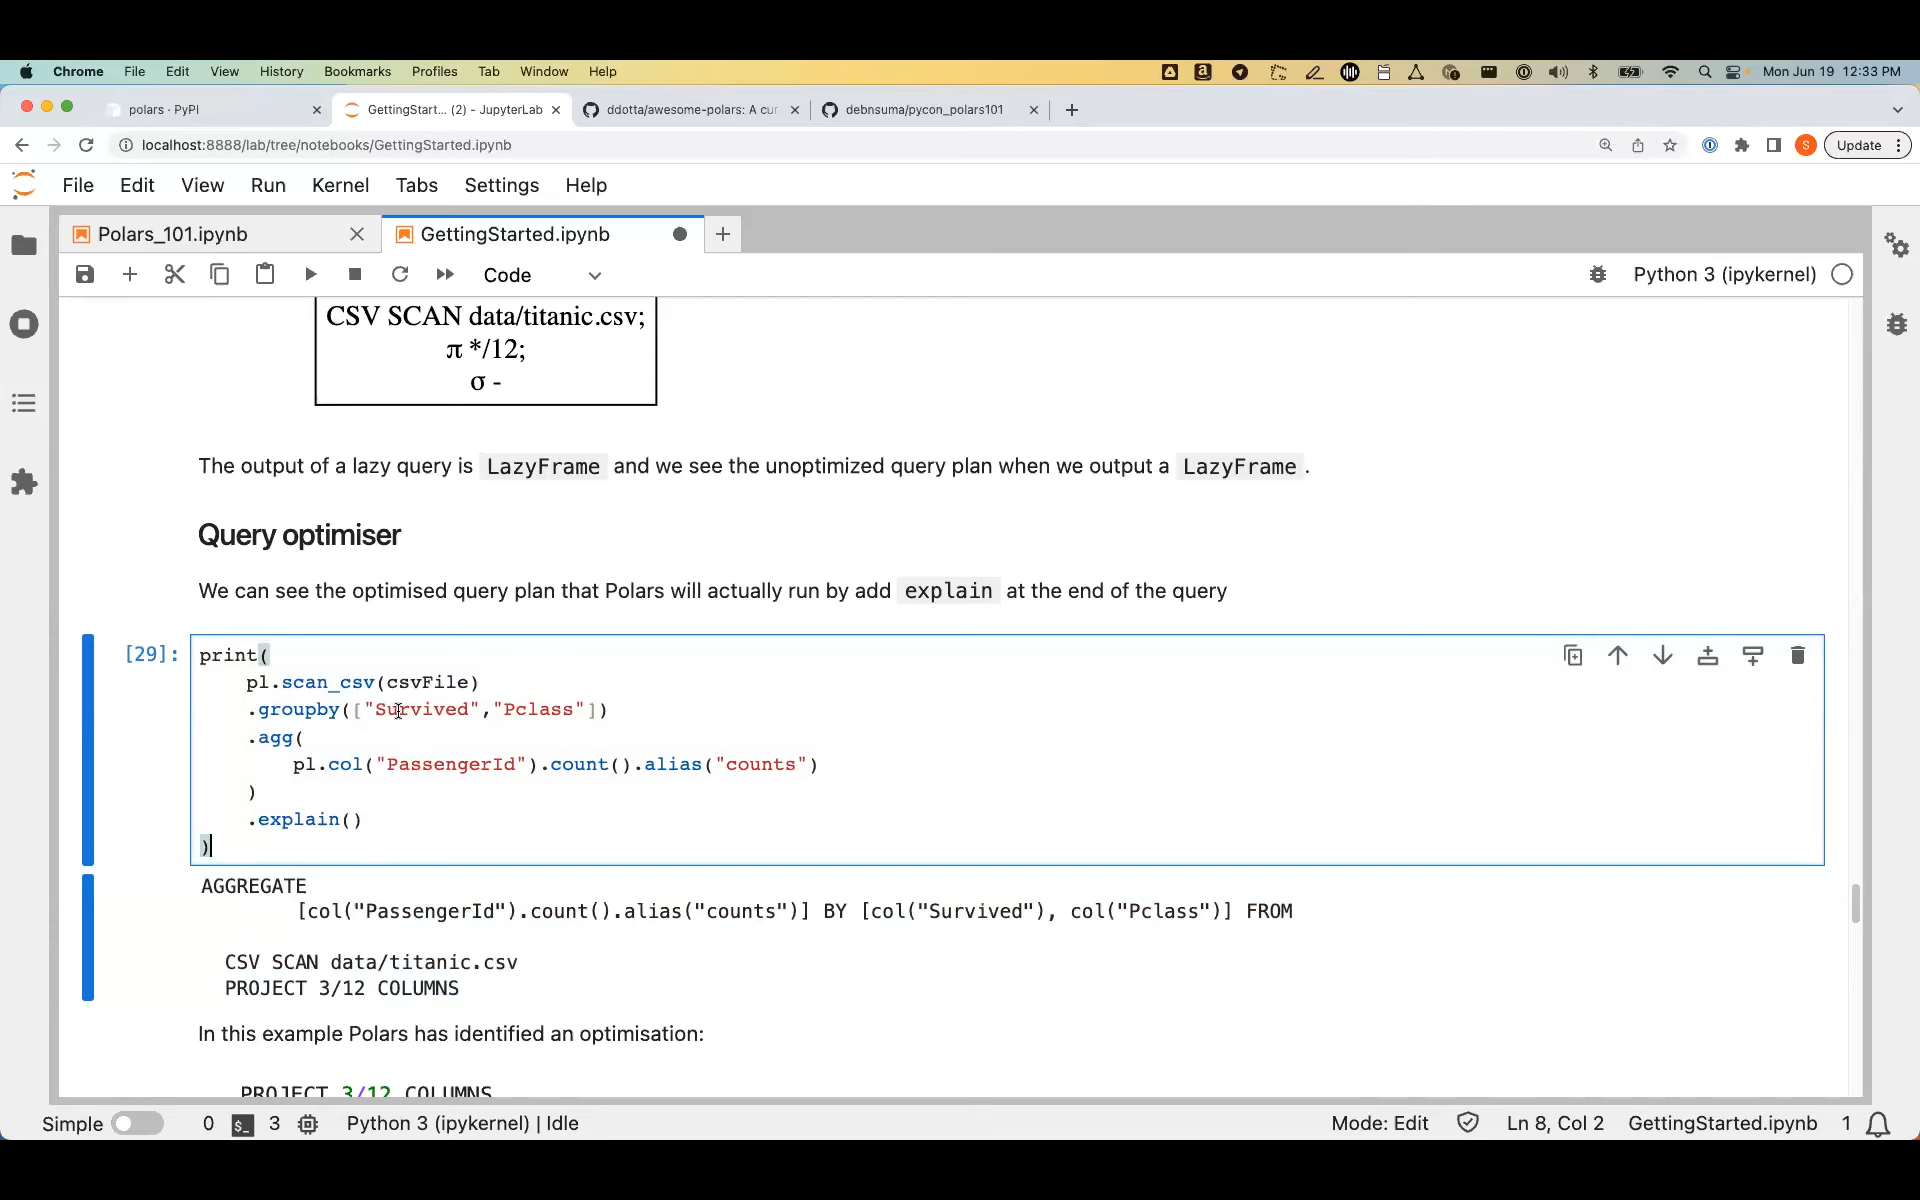 Chrome File Edit View History Bookmarks Profiles Tab Window Help Mon Jun 19 12:33 PM
polars · PyPI GettingStart... (2) - JupyterLab ddotta/awesome-polars: A cur debnsuma/pycon_polars101
localhost:8888/lab/tree/notebooks/GettingStarted.ipynb S Update
File Edit View Run Kernel Tabs Settings Help
Polars_101.ipynb GettingStarted.ipynb
Code Python 3 (ipykernel)
CSV SCAN data/titanic.csv;
π */12;
σ -
The output of a lazy query is LazyFrame and we see the unoptimized query plan when we output a LazyFrame .
Query optimiser
We can see the optimised query plan that Polars will actually run by add explain at the end of the query
[29]: print(
pl.scan_csv(csvFile)
.groupby(["Survived","Pclass"])
.agg(
pl.col("PassengerId").count().alias("counts")
)
.explain()
)
AGGREGATE
[col("PassengerId").count().alias("counts")] BY [col("Survived"), col("Pclass")] FROM
CSV SCAN data/titanic.csv
PROJECT 3/12 COLUMNS
In this example Polars has identified an optimisation:
PROJECT 3/12 COLUMNS
Simple 0 $_ 3 Python 3 (ipykernel) | Idle Mode: Edit Ln 8, Col 2 GettingStarted.ipynb 1